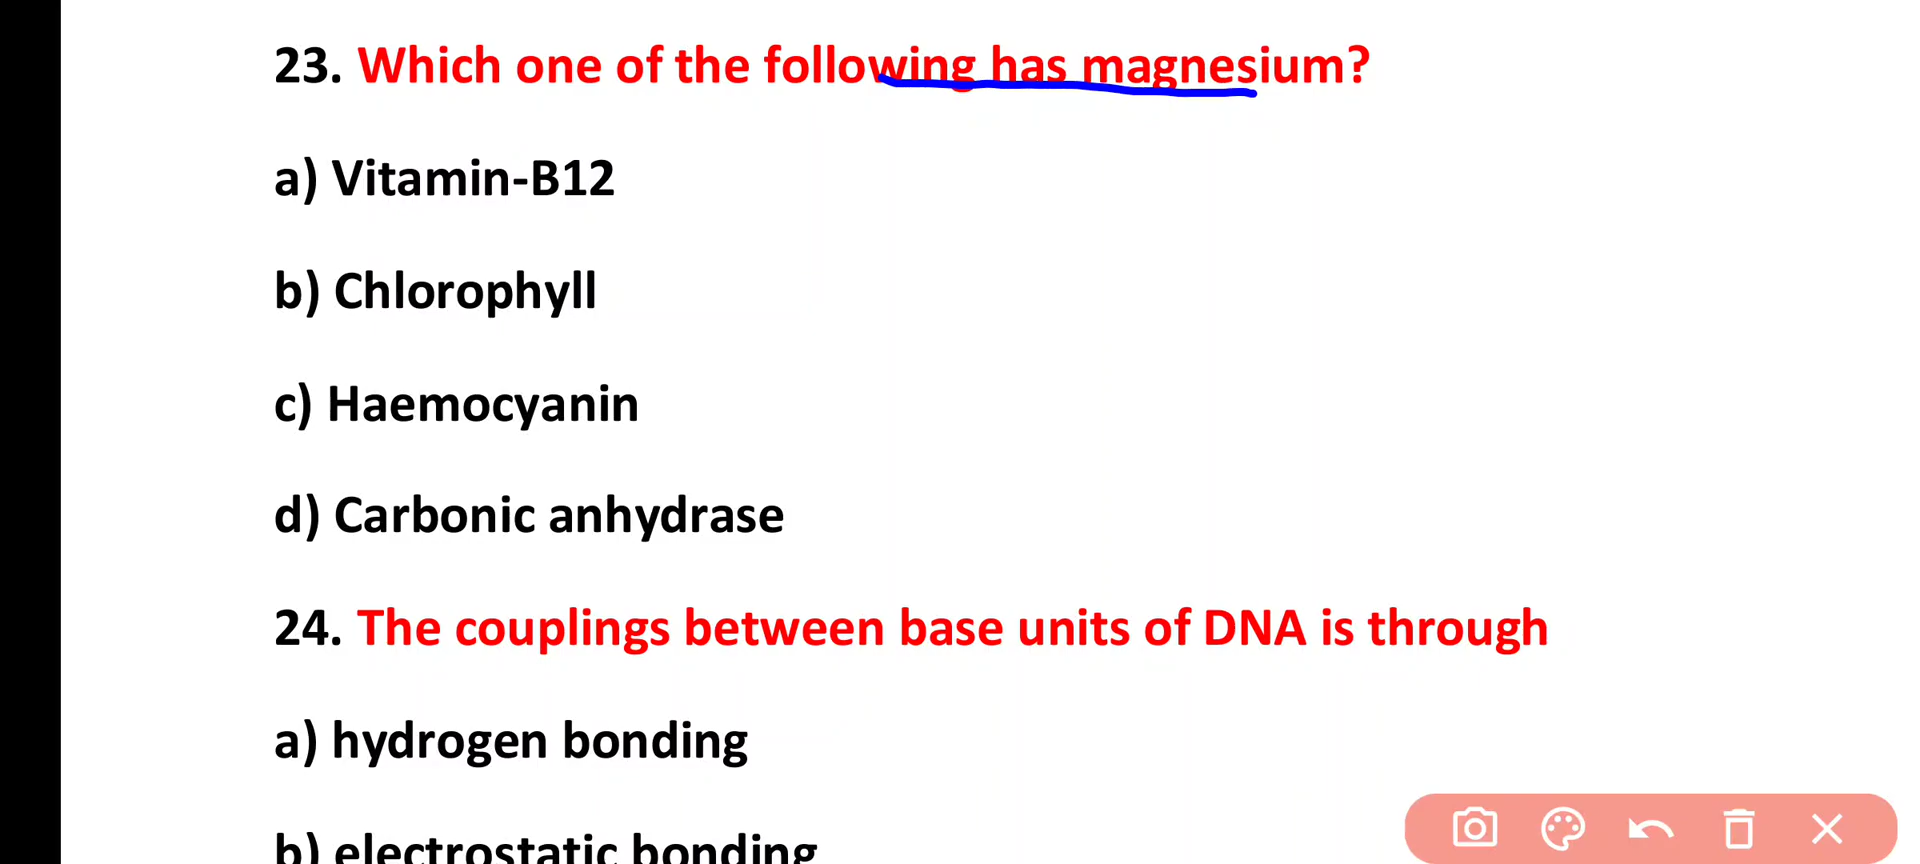 23. Which one of the following has magnesium?
a) Vitamin-B12
b) Chlorophyll
c) Haemocyanin
d) Carbonic anhydrase
24. The couplings between base units of DNA is through
a) hydrogen bonding
b) electrostatic bonding